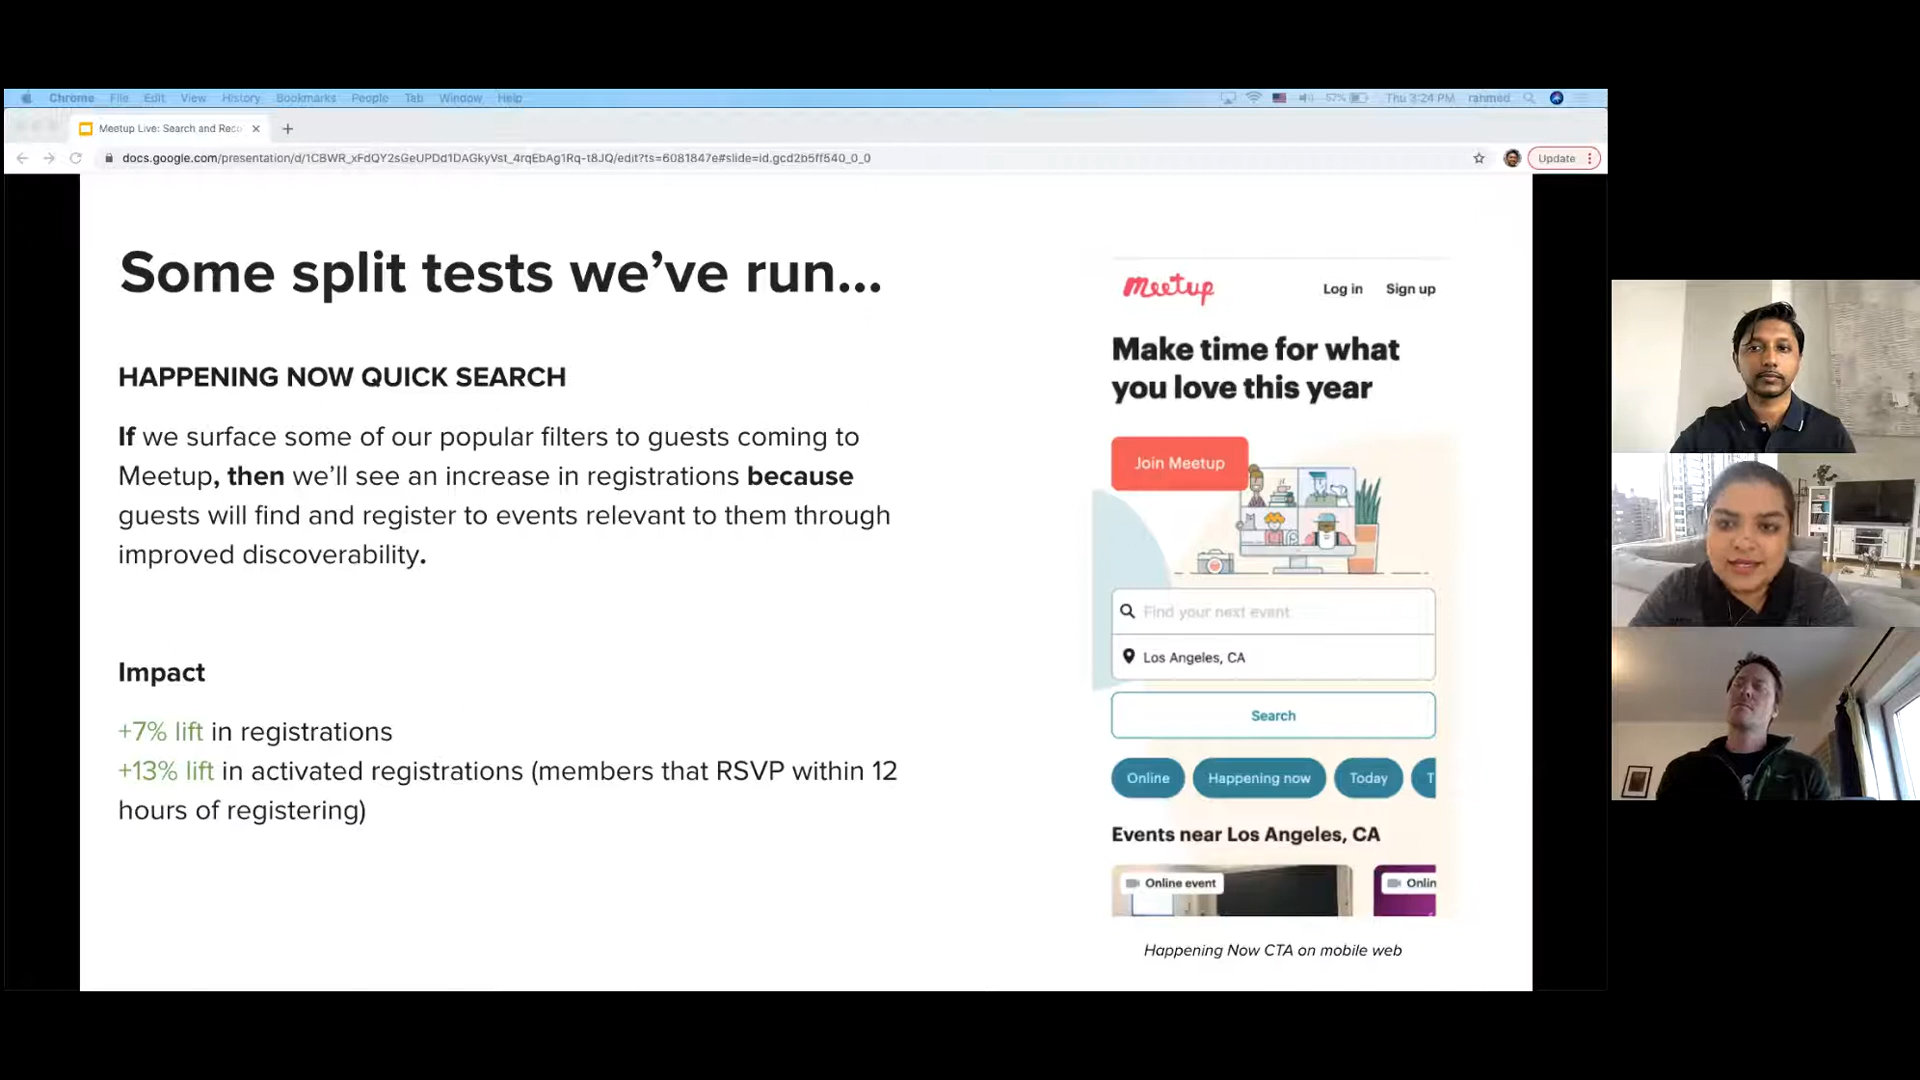 Chrome File Edit View History Bookmarks People Tab Window Help 57% Thu 3:24 PM rahmed
Meetup Live: Search and Reco
docs.google.com/presentation/d/1CBWR_xFdQY2sGeUPDd1DAGkyVst_4rqEbAg1Rq-t8JQ/edit?ts=6081847e#slide=id.gcd2b5ff540_0_0
Update
Some split tests we’ve run...
HAPPENING NOW QUICK SEARCH
If we surface some of our popular filters to guests coming to
Meetup, then we’ll see an increase in registrations because
guests will find and register to events relevant to them through
improved discoverability.
Impact
+7% lift in registrations
+13% lift in activated registrations (members that RSVP within 12
hours of registering)
meetup
Log in Sign up
Make time for what
you love this year
Join Meetup
Find your next event
Los Angeles, CA
Search
Online Happening now Today T
Events near Los Angeles, CA
Online event Onlin
Happening Now CTA on mobile web